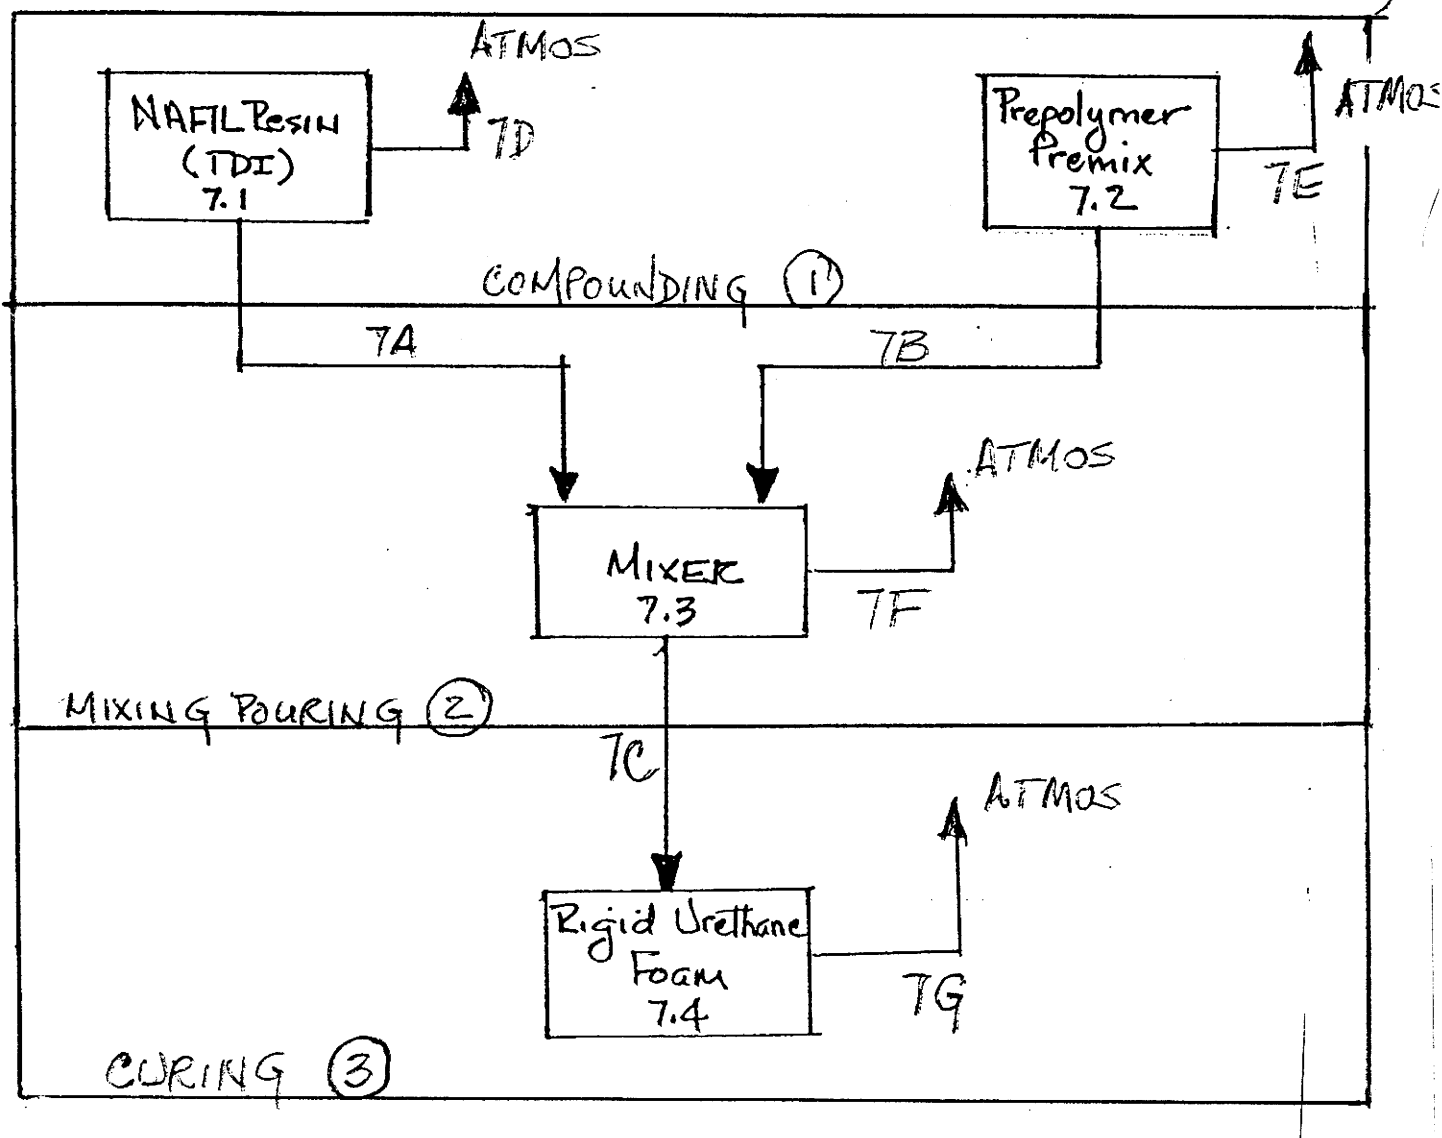 ATMOS
NAFIL Resin
(TDI)
7.1
7D
Prepolymer
Premix
7.2
ATMOS
7E
COMPOUNDING 1
7A
7B
ATMOS
MIXER
7.3
7F
MIXING POURING 2
7C
ATMOS
Rigid Urethane
Foam
7.4
7G
CURING 3